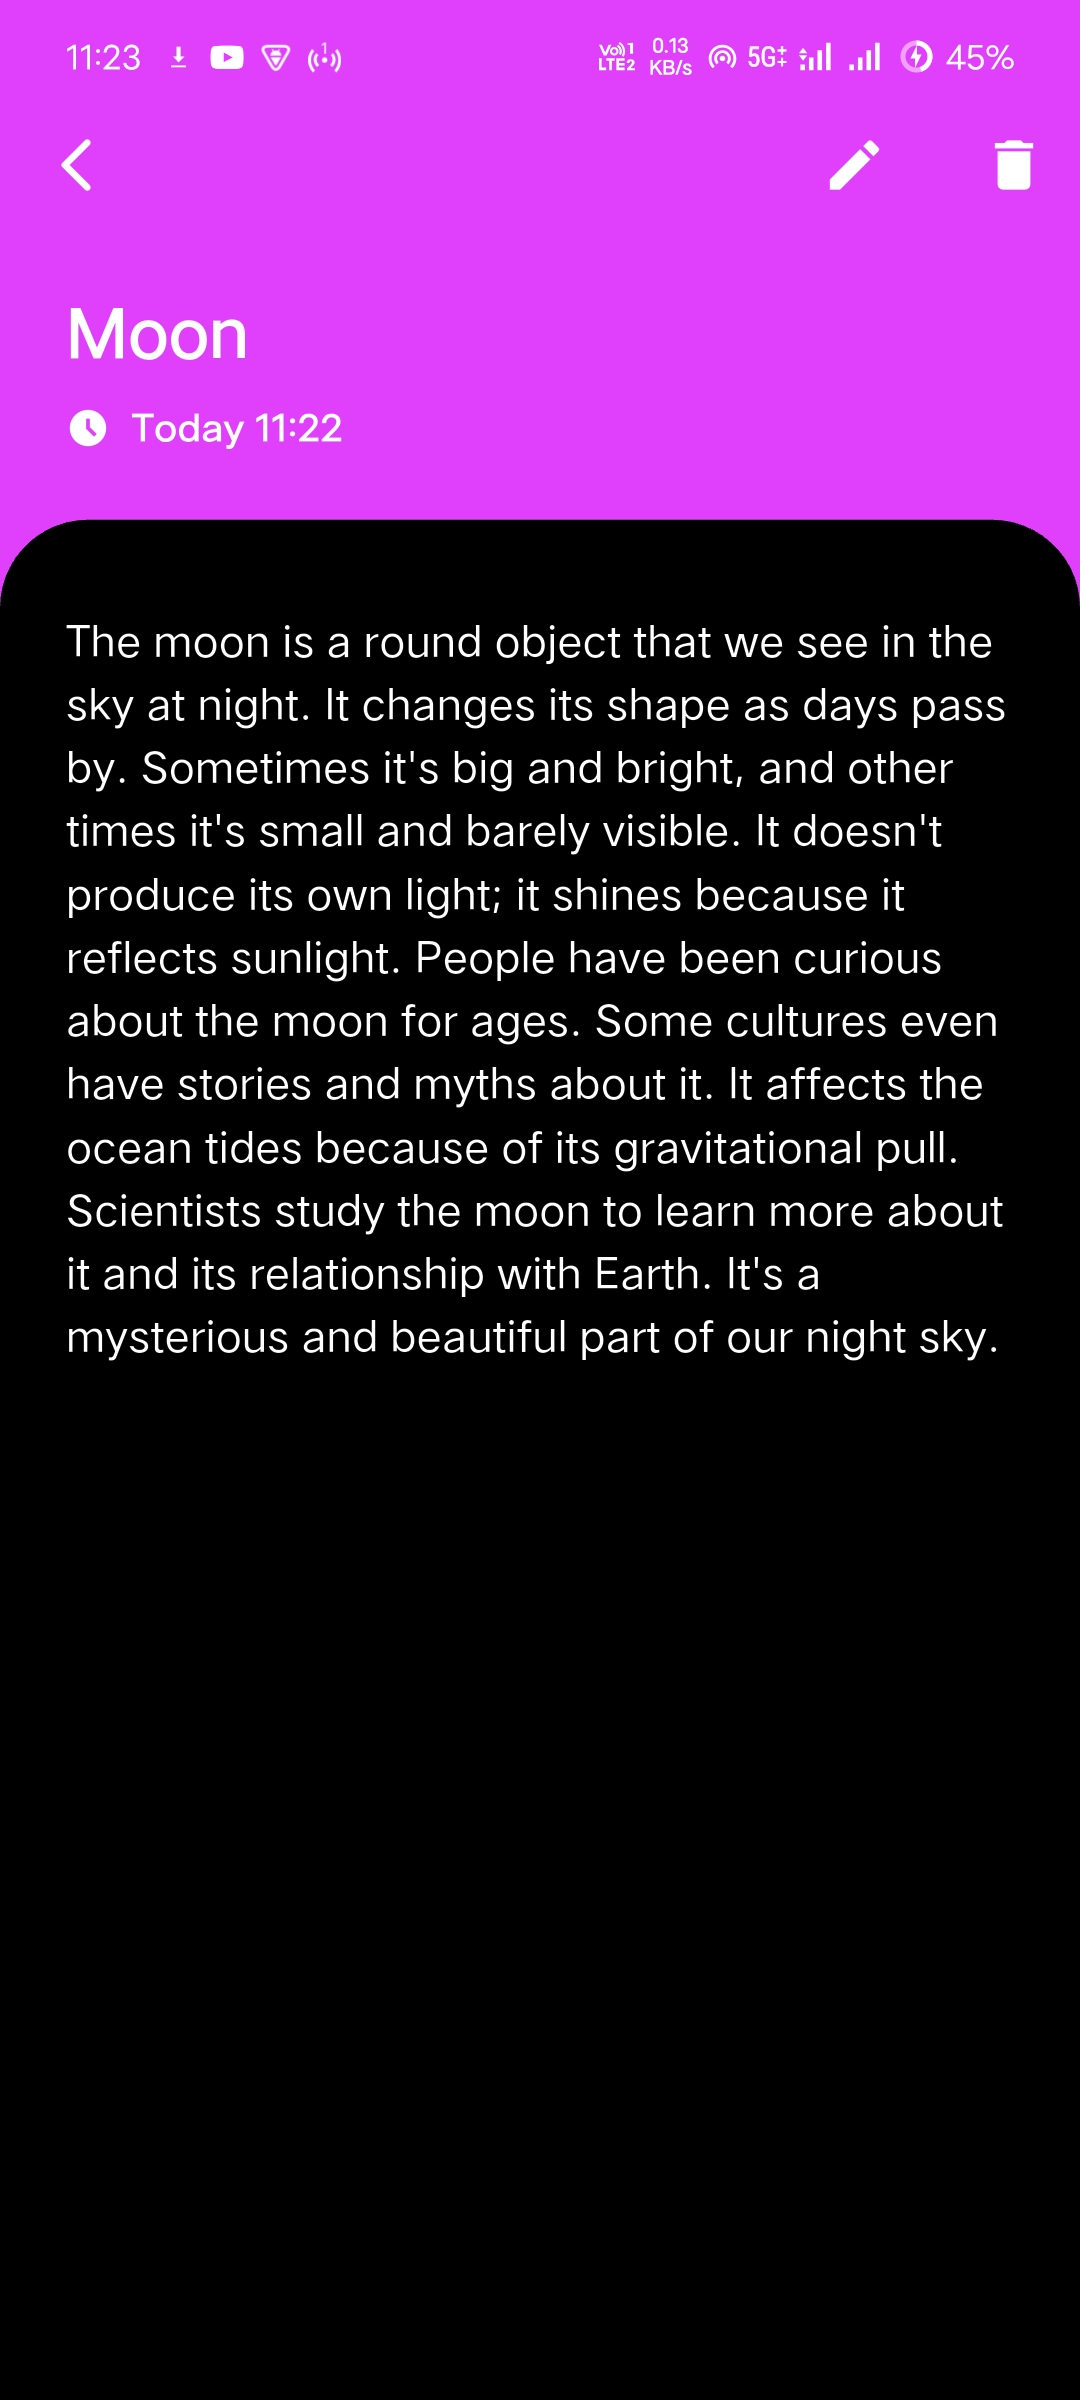 11:23
1
Vo))1 LTE2
0.13 KB/s
5G
45%
Moon
Today 11:22
The moon is a round object that we see in the
sky at night. It changes its shape as days pass
by. Sometimes it's big and bright, and other
times it's small and barely visible. It doesn't
produce its own light; it shines because it
reflects sunlight. People have been curious
about the moon for ages. Some cultures even
have stories and myths about it. It affects the
ocean tides because of its gravitational pull.
Scientists study the moon to learn more about
it and its relationship with Earth. It's a
mysterious and beautiful part of our night sky.